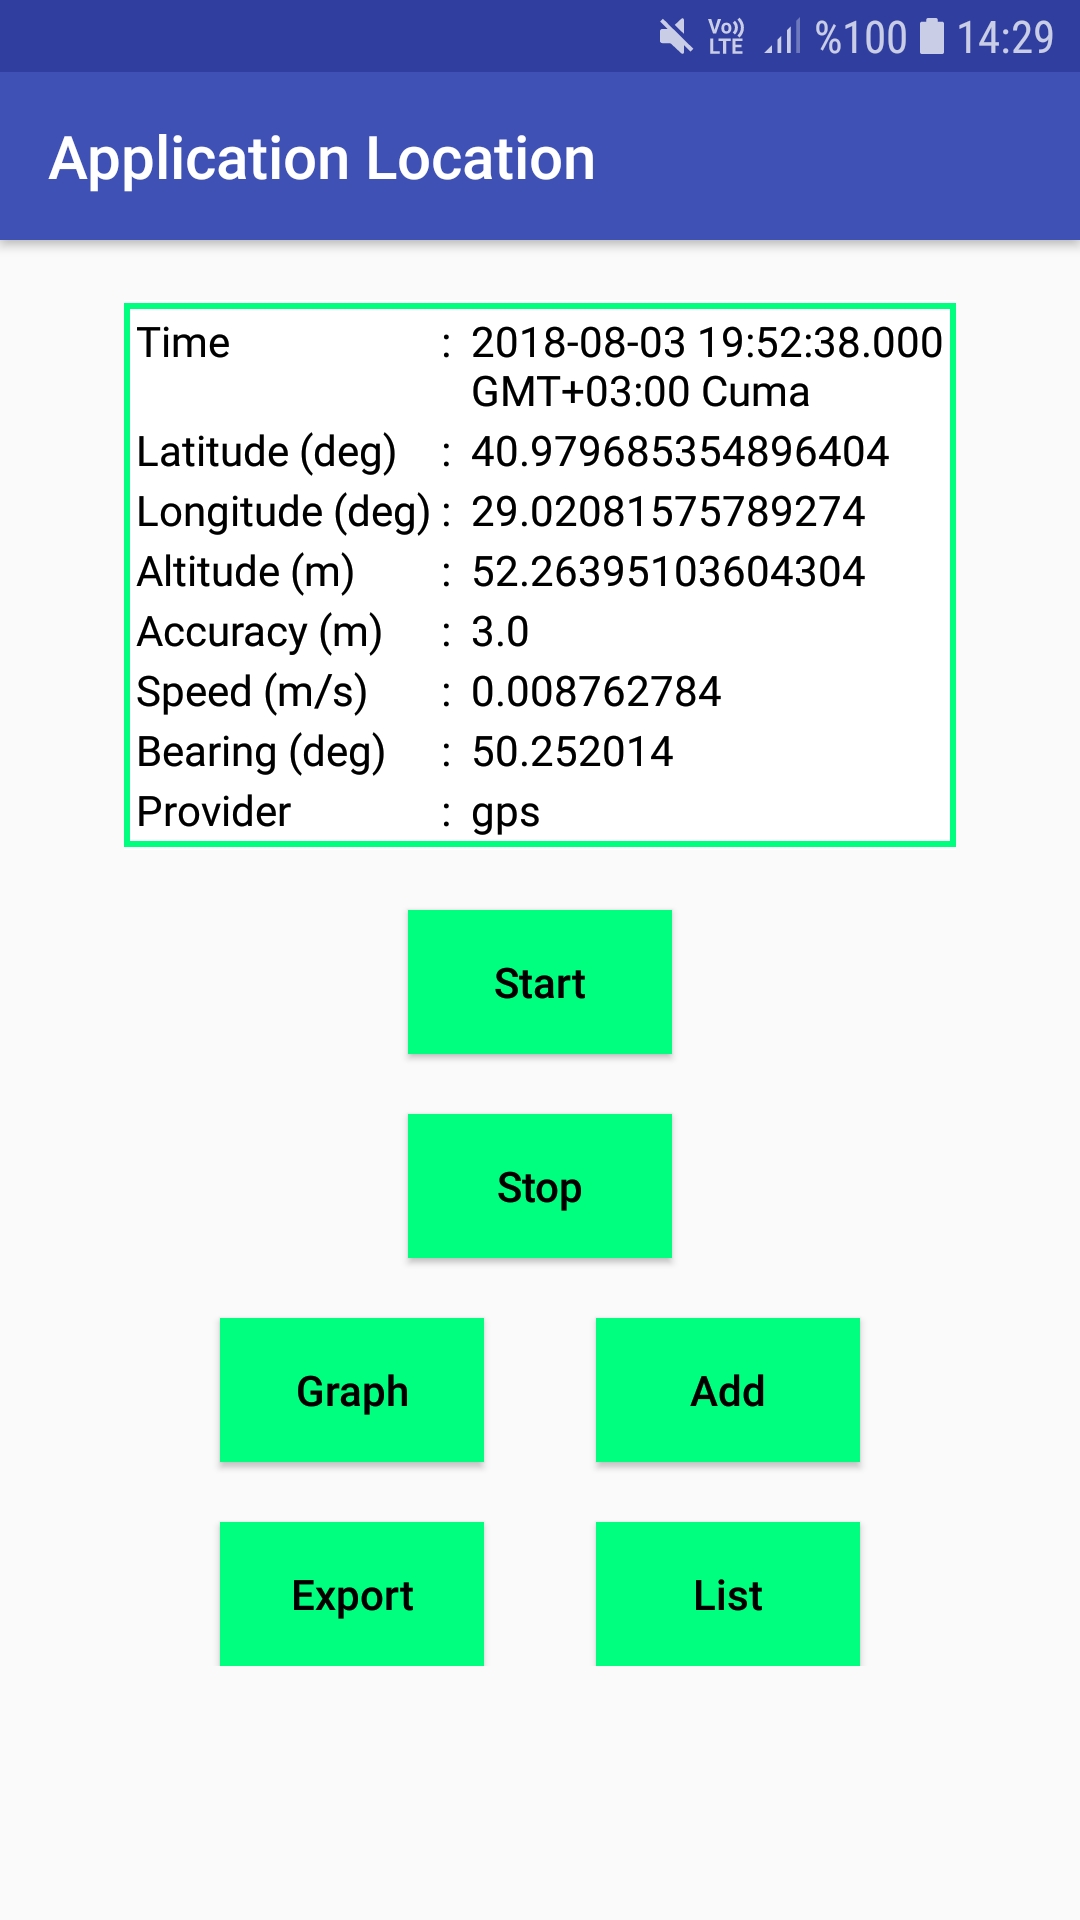 Vo)) LTE %100 14:29
Application Location
Time : 2018-08-03 19:52:38.000
GMT+03:00 Cuma
Latitude (deg) : 40.979685354896404
Longitude (deg) : 29.02081575789274
Altitude (m) : 52.26395103604304
Accuracy (m) : 3.0
Speed (m/s) : 0.008762784
Bearing (deg) : 50.252014
Provider : gps
Start
Stop
Graph Add
Export List